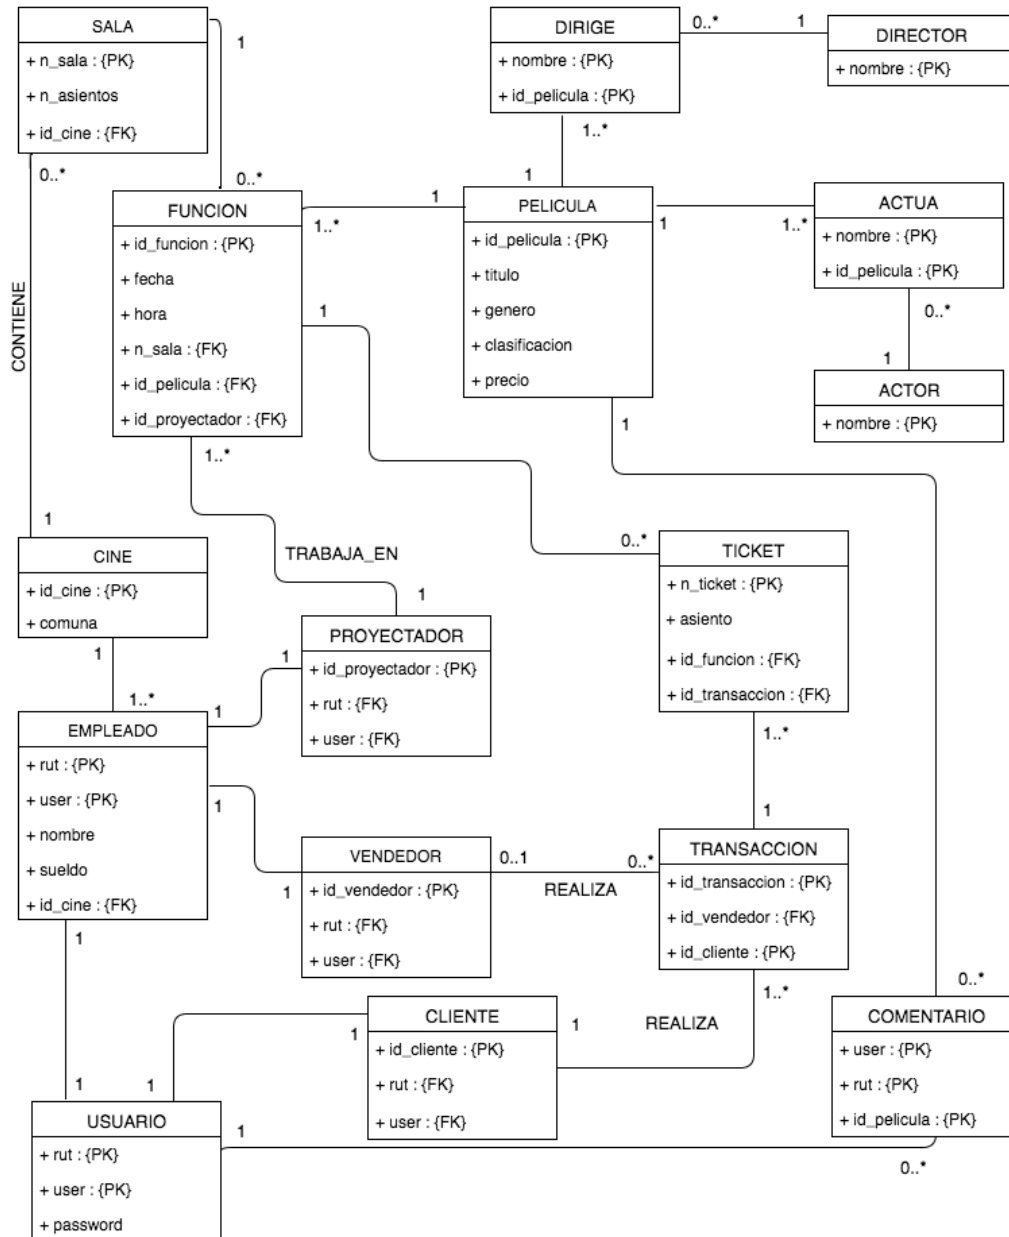 SALA
+ n_sala : {PK}
+ n_asientos
+ id_cine : {FK}
1
0..*
0..*
DIRIGE
+ nombre : {PK}
+ id_pelicula : {PK}
0..*
1
1..*
DIRECTOR
+ nombre : {PK}
FUNCION
+ id_funcion : {PK}
+ fecha
+ hora
+ n_sala : {FK}
+ id_pelicula : {FK}
+ id_proyectador : {FK}
1..*
1
1
1..*
1
PELICULA
+ id_pelicula : {PK}
+ titulo
+ genero
+ clasificacion
+ precio
1
1..*
1
ACTUA
+ nombre : {PK}
+ id_pelicula : {PK}
0..*
1
ACTOR
+ nombre : {PK}
CONTIENE
1
CINE
+ id_cine : {PK}
+ comuna
1
1..*
TRABAJA_EN
1
PROYECTADOR
+ id_proyectador : {PK}
+ rut : {FK}
+ user : {FK}
1
1
0..*
TICKET
+ n_ticket : {PK}
+ asiento
+ id_funcion : {FK}
+ id_transaccion : {FK}
1..*
1
EMPLEADO
+ rut : {PK}
+ user : {PK}
+ nombre
+ sueldo
+ id_cine : {FK}
1
1
1
VENDEDOR
+ id_vendedor : {PK}
+ rut : {FK}
+ user : {FK}
0..1
0..*
REALIZA
TRANSACCION
+ id_transaccion : {PK}
+ id_vendedor : {FK}
+ id_cliente : {PK}
1..*
CLIENTE
+ id_cliente : {PK}
+ rut : {FK}
+ user : {FK}
1
1
REALIZA
0..*
COMENTARIO
+ user : {PK}
+ rut : {PK}
+ id_pelicula : {PK}
0..*
1
1
1
USUARIO
+ rut : {PK}
+ user : {PK}
+ password